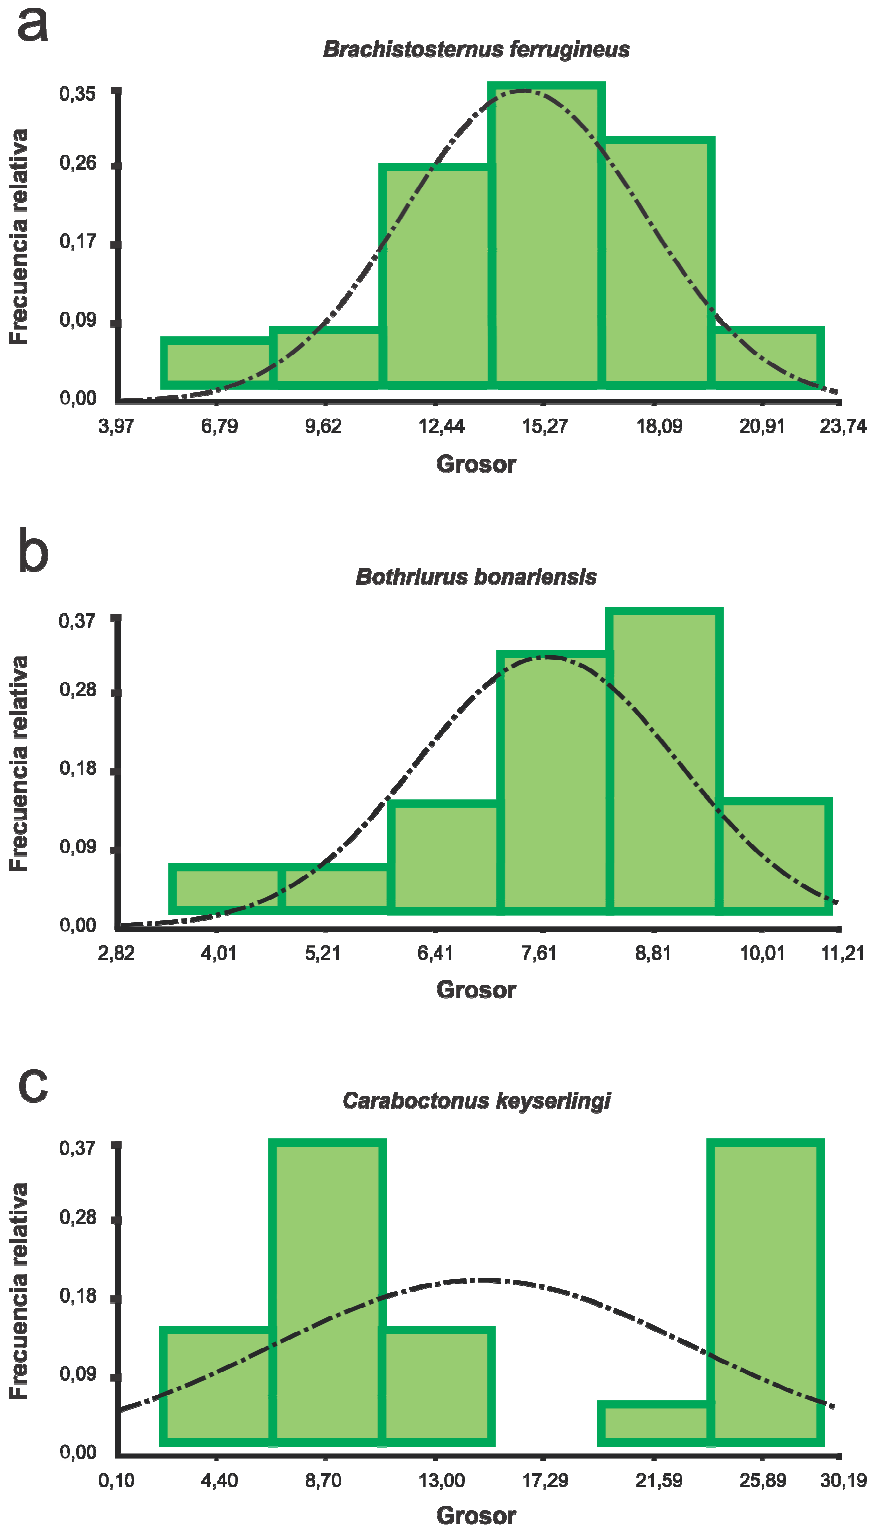 a
Brachistosternus ferrugineus
Frecuencia relativa
0,35
0,26
0,17
0,09
0,00
3,97 6,79 9,62 12,44 15,27 18,09 20,91 23,74
Grosor
b
Bothriurus bonariensis
Frecuencia relativa
0,37
0,28
0,18
0,09
0,00
2,82 4,01 5,21 6,41 7,61 8,81 10,01 11,21
Grosor
c
Caraboctonus keyserlingi
Frecuencia relativa
0,37
0,28
0,18
0,09
0,00
0,10 4,40 8,70 13,00 17,29 21,59 25,89 30,19
Grosor